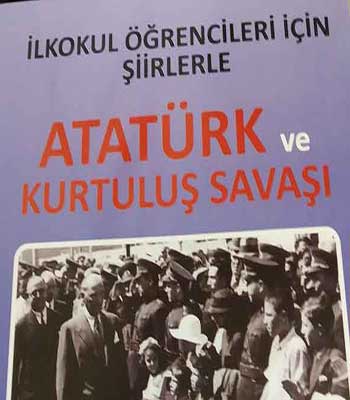 İLKOKUL ÖĞRENCİLERİ İÇİN
ŞİİRLERLE
ATATÜRK ve
KURTULUŞ SAVAŞI